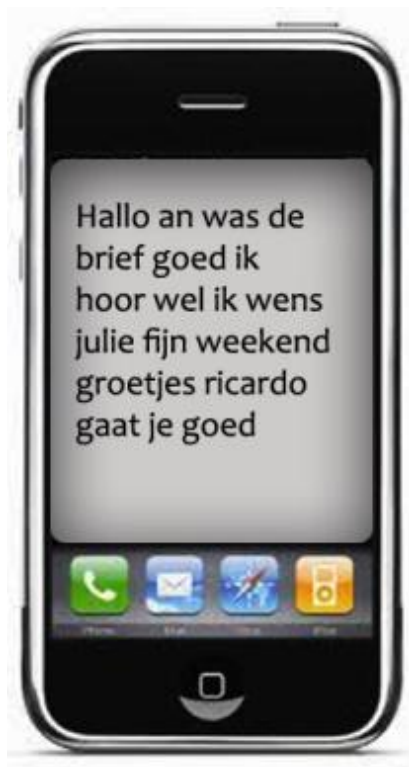 Hallo an was de
brief goed ik
hoor wel ik wens
julie fijn weekend
groetjes ricardo
gaat je goed